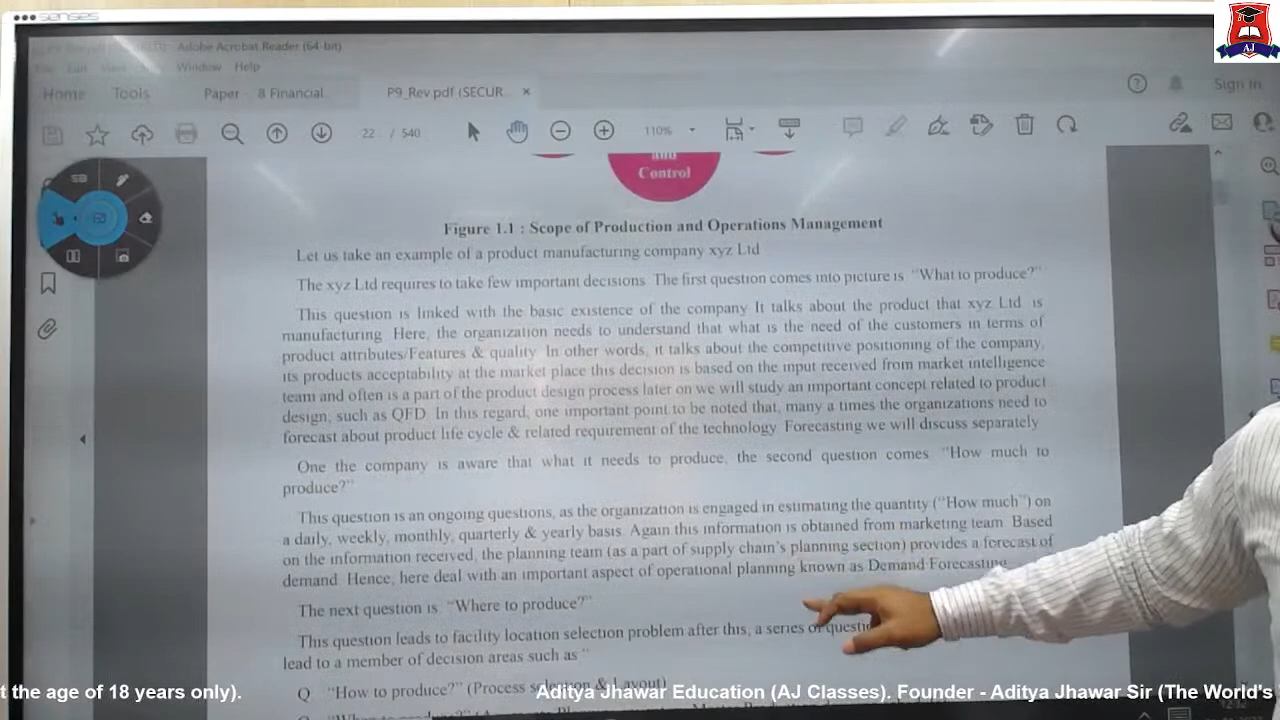 senses
AJ
Adobe Acrobat Reader (64-bit)
Window Help
Home Tools Paper - 8 Financial... P9_Rev.pdf (SECUR... × Sign In
22 / 540 110%
Control
Figure 1.1 : Scope of Production and Operations Management
Let us take an example of a product manufacturing company xyz Ltd
The xyz Ltd requires to take few important decisions. The first question comes into picture is "What to produce?"
This question is linked with the basic existence of the company It talks about the product that xyz Ltd. is
manufacturing. Here, the organization needs to understand that what is the need of the customers in terms of
product attributes/Features & quality. In other words, it talks about the competitive positioning of the company,
its products acceptability at the market place this decision is based on the input received from market intelligence
team and often is a part of the product design process later on we will study an important concept related to product
design, such as QFD. In this regard, one important point to be noted that, many a times the organizations need to
forecast about product life cycle & related requirement of the technology. Forecasting we will discuss separately
One the company is aware that what it needs to produce, the second question comes "How much to
produce?"
This question is an ongoing questions, as the organization is engaged in estimating the quantity ("How much") on
a daily, weekly, monthly, quarterly & yearly basis. Again this information is obtained from marketing team. Based
on the information received, the planning team (as a part of supply chain's planning section) provides a forecast of
demand. Hence, here deal with an important aspect of operational planning known as Demand Forecasting.
The next question is "Where to produce?"
This question leads to facility location selection problem after this, a series of questi
lead to a member of decision areas such as "
Q "How to produce?" (Process selection & Layout)
t the age of 18 years only). Aditya Jhawar Education (AJ Classes). Founder - Aditya Jhawar Sir (The World's
12:32